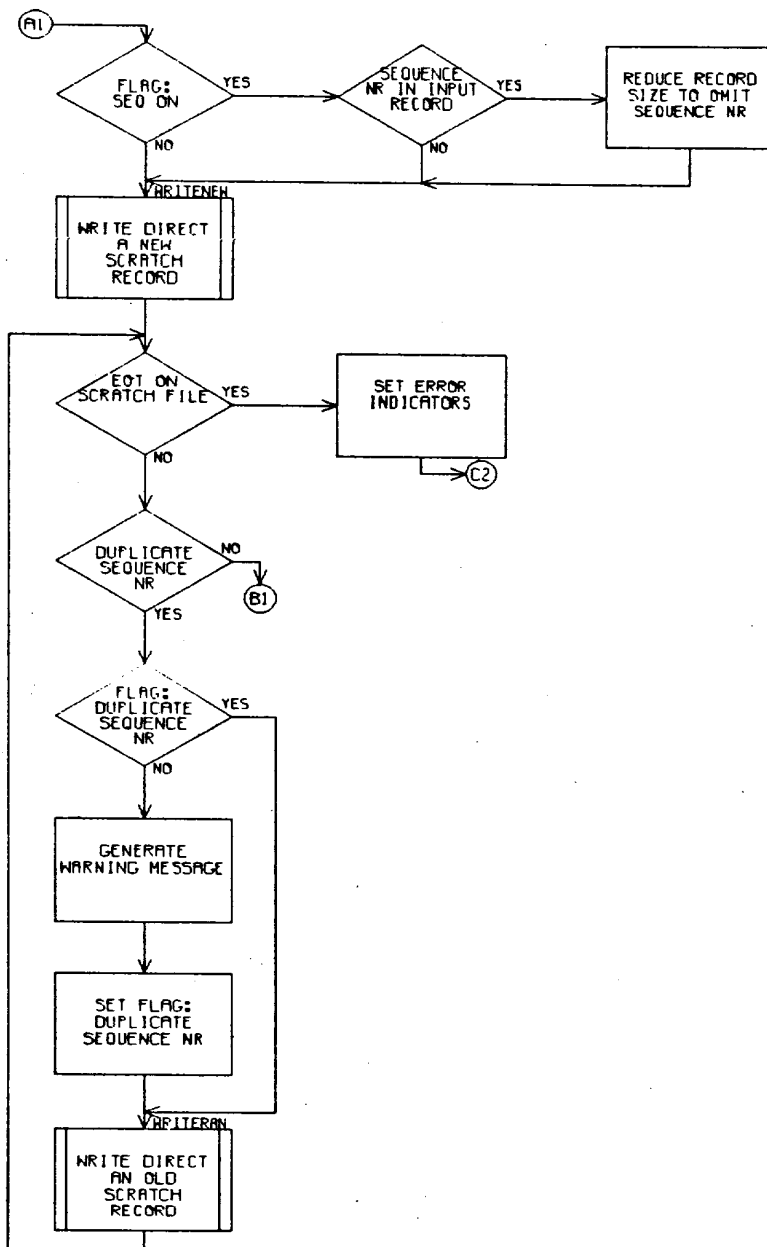 A1
FLAG:
SEQ ON
YES
NO
SEQUENCE
NR IN INPUT
RECORD
YES
NO
REDUCE RECORD
SIZE TO OMIT
SEQUENCE NR
WRITENEW
WRITE DIRECT
A NEW
SCRATCH
RECORD
EOT ON
SCRATCH FILE
YES
NO
SET ERROR
INDICATORS
C2
DUPLICATE
SEQUENCE
NR
NO
B1
YES
FLAG:
DUPLICATE
SEQUENCE
NR
YES
NO
GENERATE
WARNING MESSAGE
SET FLAG:
DUPLICATE
SEQUENCE NR
WRITERAN
WRITE DIRECT
AN OLD
SCRATCH
RECORD